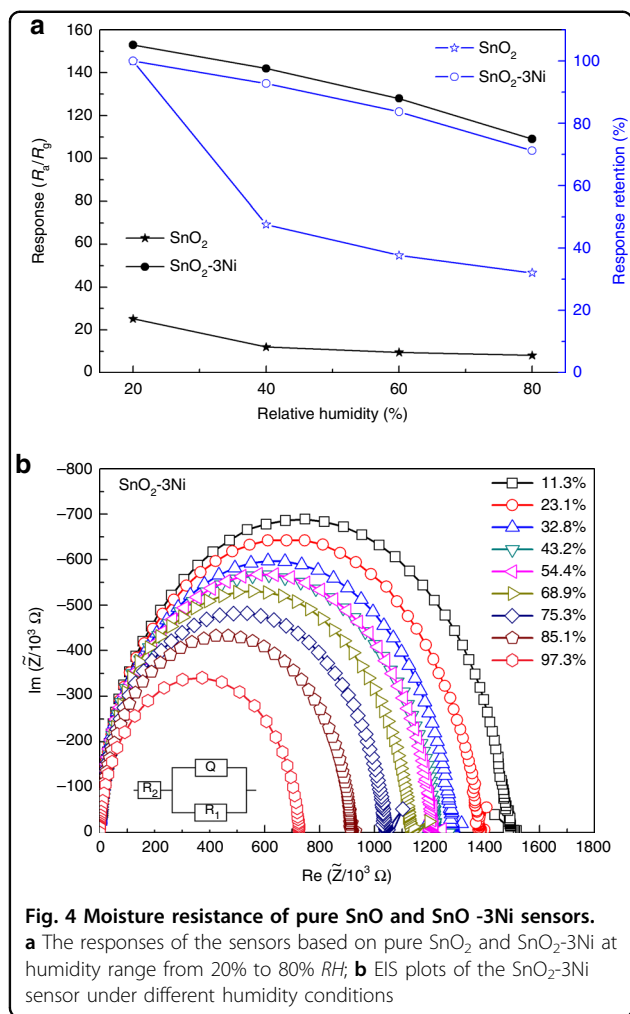 a
160
140
120
100
80
60
40
20
0
Response (Rₐ/R_g)
SnO₂
SnO₂-3Ni
SnO₂
SnO₂-3Ni
100
80
60
40
20
0
Response retention (%)
20 40 60 80
Relative humidity (%)
b
SnO₂-3Ni
–800
–700
–600
–500
–400
–300
–200
–100
0
Im (Z̃/10³ Ω)
11.3%
23.1%
32.8%
43.2%
54.4%
68.9%
75.3%
85.1%
97.3%
Q
R₂
R₁
0 200 400 600 800 1000 1200 1400 1600 1800
Re (Z̃/10³ Ω)
Fig. 4 Moisture resistance of pure SnO and SnO -3Ni sensors.
a The responses of the sensors based on pure SnO₂ and SnO₂-3Ni at
humidity range from 20% to 80% RH; b EIS plots of the SnO₂-3Ni
sensor under different humidity conditions